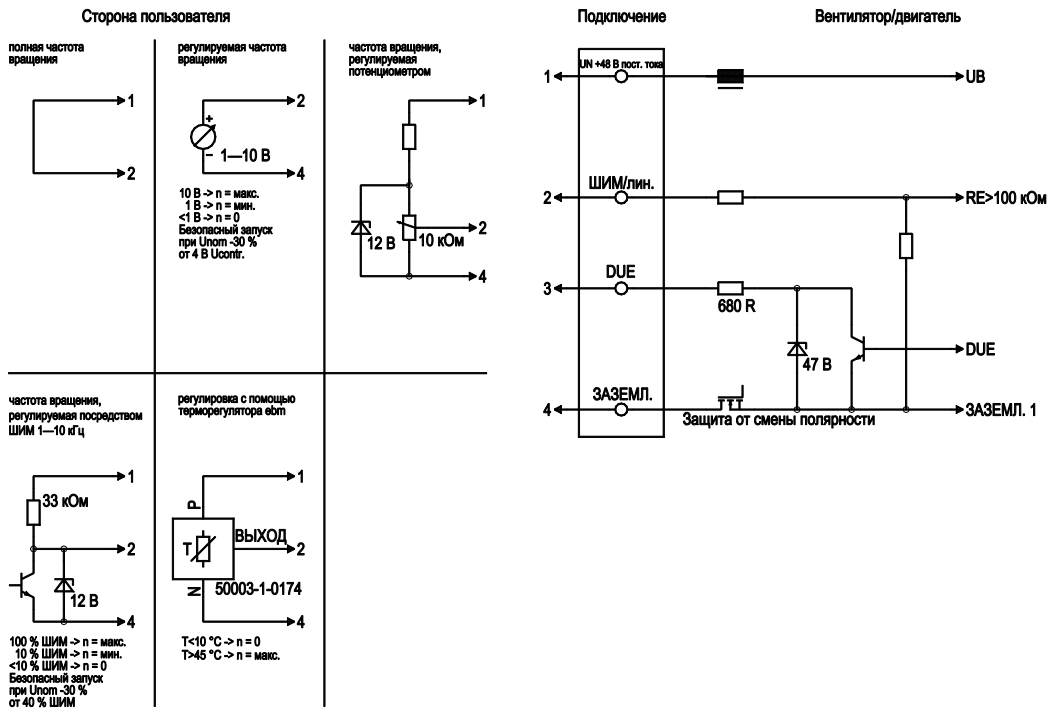 Сторона пользователя
полная частота
вращения
1
2
регулируемая частота
вращения
2
+
−
1—10 В
4
10 В -> n = макс.
1 В -> n = мин.
<1 В -> n = 0
Безопасный запуск
при Unom -30 %
от 4 В Ucontr.
частота вращения,
регулируемая
потенциометром
1
12 В
10 кОм
2
4
частота вращения,
регулируемая посредством
ШИМ 1—10 кГц
1
33 кОм
2
12 В
4
100 % ШИМ -> n = макс.
10 % ШИМ -> n = мин.
<10 % ШИМ -> n = 0
Безопасный запуск
при Unom -30 %
от 40 % ШИМ
регулировка с помощью
терморегулятора ebm
1
P
T
ВЫХОД
2
N
50003-1-0174
4
T<10 °C -> n = 0
T>45 °C -> n = макс.
Подключение
Вентилятор/двигатель
UN +48 В пост. тока
1
UB
ШИМ/лин.
2
RE>100 кОм
DUE
3
680 R
47 В
DUE
ЗАЗЕМЛ.
4
Защита от смены полярности
ЗАЗЕМЛ. 1